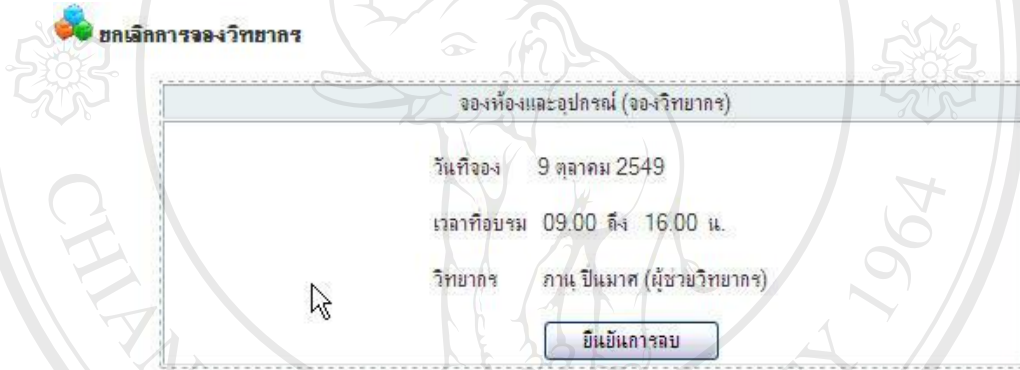 ยกเลิกการจองวิทยากร
จองห้องและอุปกรณ์ (จองวิทยากร)
วันที่จอง 9 ตุลาคม 2549
เวลาที่อบรม 09.00 ถึง 16.00 น.
วิทยากร ภานุ ปิ่นมาศ (ผู้ช่วยวิทยากร)
ยืนยันการลบ
CHIAN
Y 1964